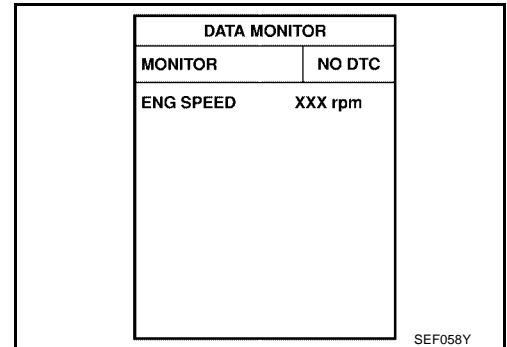 DATA MONITOR
MONITOR NO DTC
ENG SPEED XXX rpm
SEF058Y